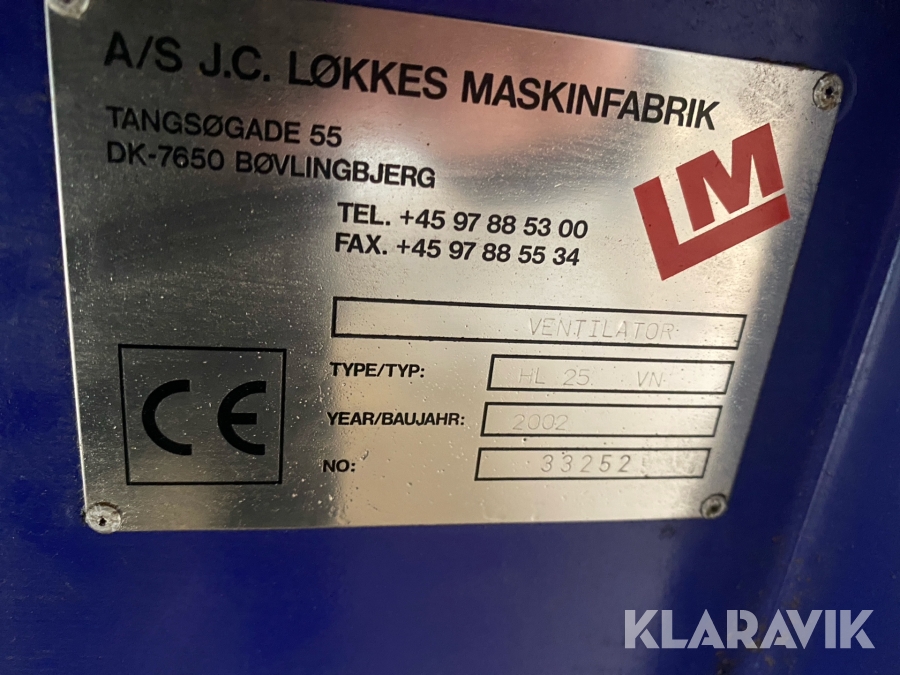 A/S J.C. LØKKES MASKINFABRIK
TANGSØGADE 55
DK-7650 BØVLINGBJERG
TEL. +45 97 88 53 00
FAX. +45 97 88 55 34
LM
VENTILATOR
TYPE/TYP: HL 25 VN
YEAR/BAUJAHR: 2002
NO: 33252
CE
KLARAVIK